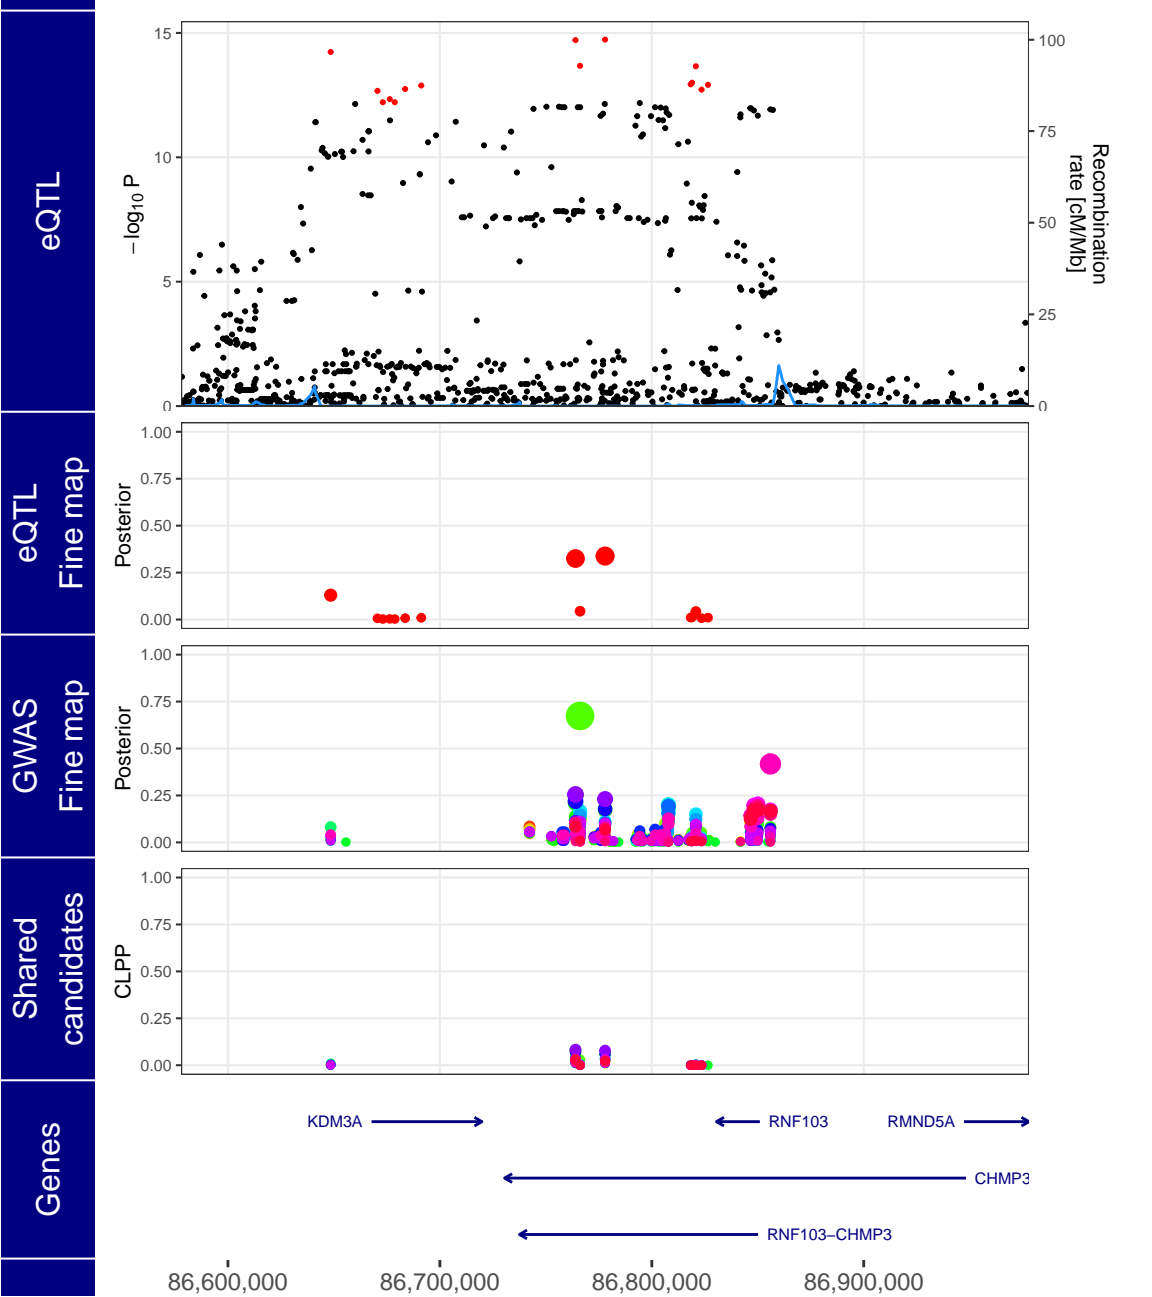 eQTL
−log10 P
15
10
5
0
100
75
50
25
0
Recombination
rate [cM/Mb]
eQTL
Fine map
Posterior
1.00
0.75
0.50
0.25
0.00
GWAS
Fine map
Posterior
1.00
0.75
0.50
0.25
0.00
Shared
candidates
CLPP
1.00
0.75
0.50
0.25
0.00
Genes
KDM3A
RNF103
RMND5A
CHMP3
RNF103−CHMP3
86,600,000
86,700,000
86,800,000
86,900,000